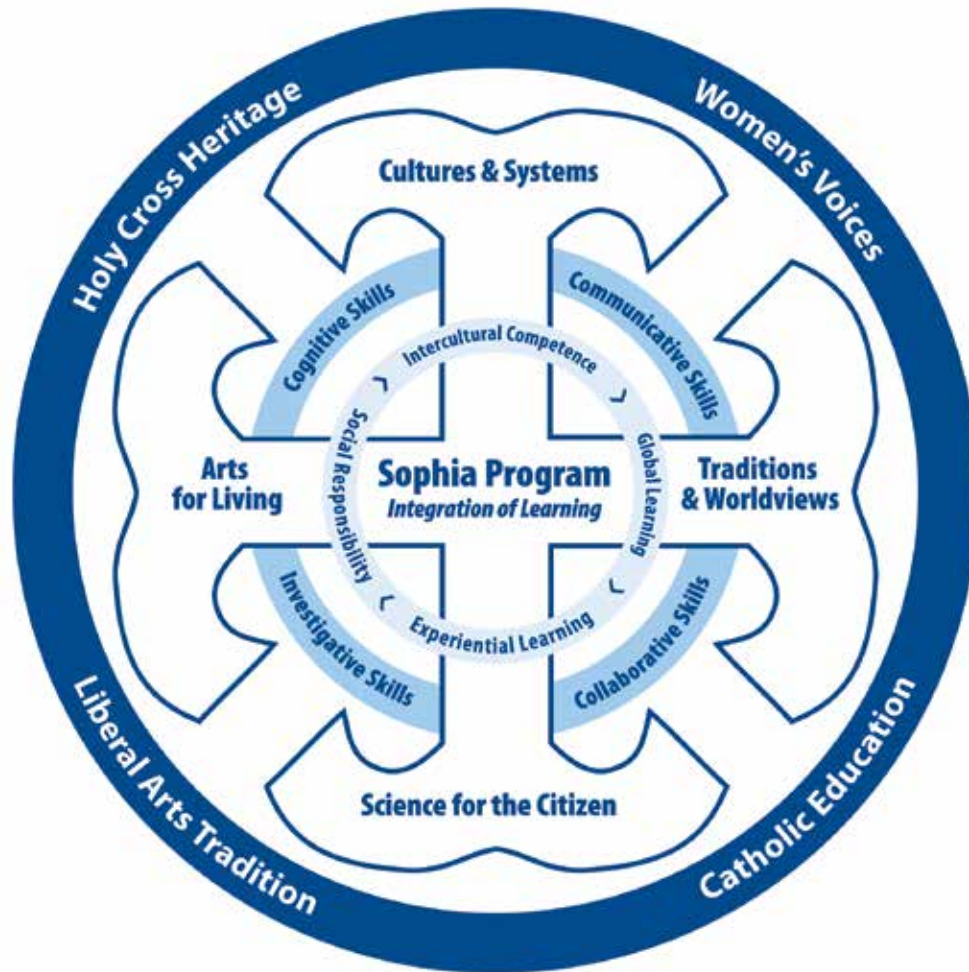 Holy Cross Heritage
Women's Voices
Cultures & Systems
Cognitive Skills
Communicative Skills
Intercultural Competence
Social Responsibility
Global Learning
Arts
for Living
Sophia Program
Integration of Learning
Traditions
& Worldviews
Experiential Learning
Investigative Skills
Collaborative Skills
Science for the Citizen
Liberal Arts Tradition
Catholic Education